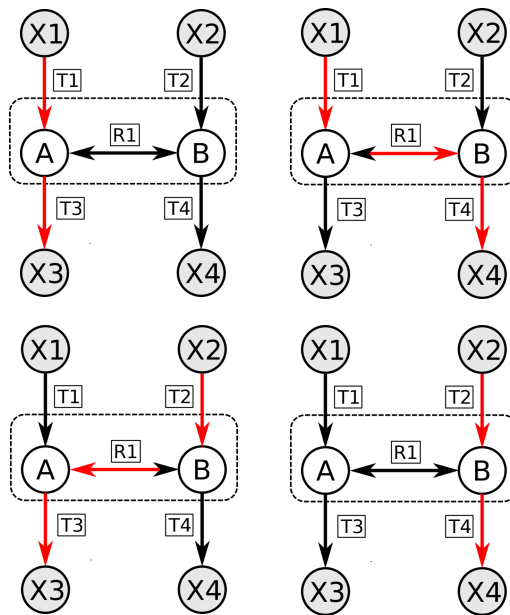 X1 X2 X1 X2
T1 T2 T1 T2
A R1 B A R1 B
T3 T4 T3 T4
X3 X4 X3 X4
X1 X2 X1 X2
T1 T2 T1 T2
A R1 B A R1 B
T3 T4 T3 T4
X3 X4 X3 X4